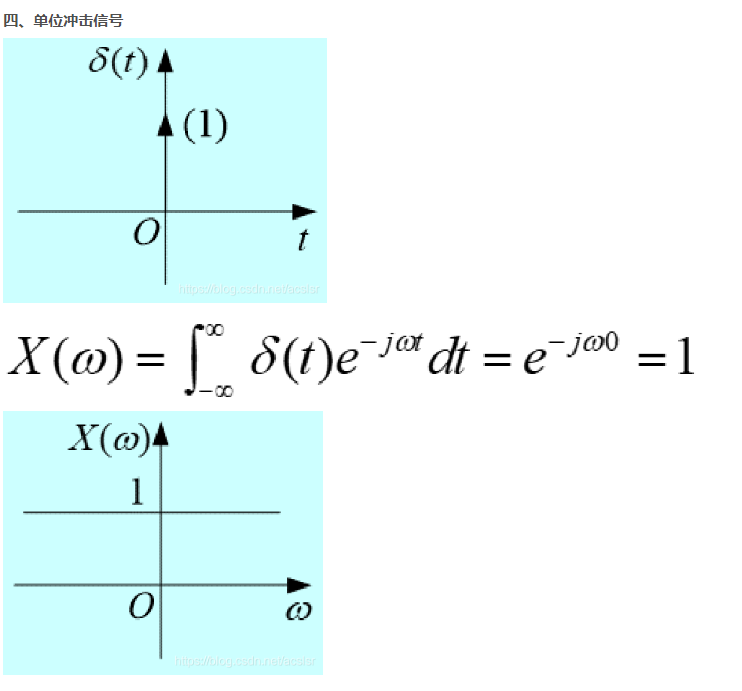 四、单位冲击信号
δ(t)
(1)
O
t
https://blog.csdn.net/acslsr
X(ω) = ∫_{-∞}^{∞} δ(t)e^{-jωt}dt = e^{-jω0} = 1
X(ω)
1
O
ω
https://blog.csdn.net/acslsr